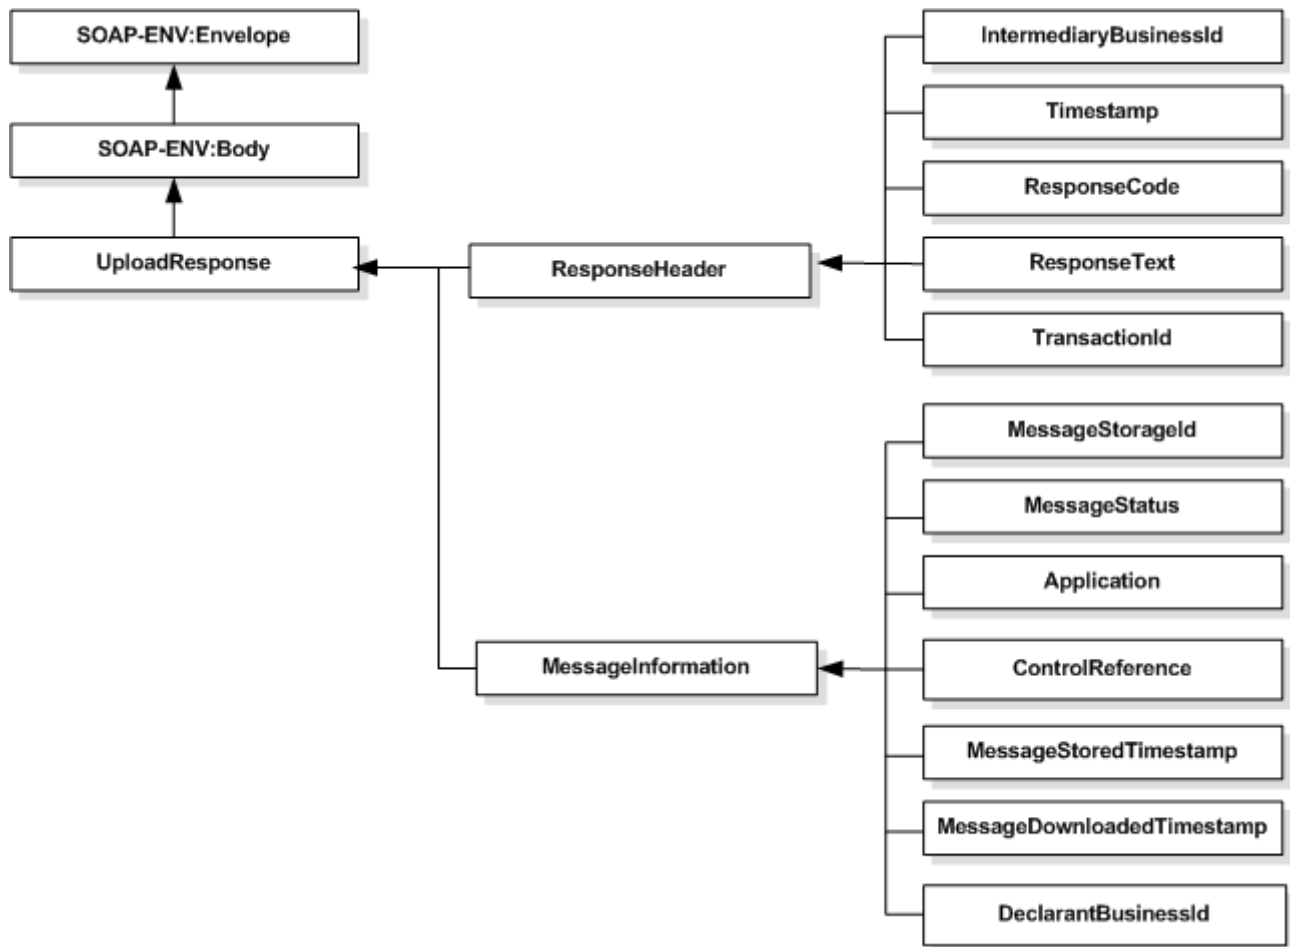 SOAP-ENV:Envelope
SOAP-ENV:Body
UploadResponse
ResponseHeader
IntermediaryBusinessId
Timestamp
ResponseCode
ResponseText
TransactionId
MessageInformation
MessageStorageId
MessageStatus
Application
ControlReference
MessageStoredTimestamp
MessageDownloadedTimestamp
DeclarantBusinessId